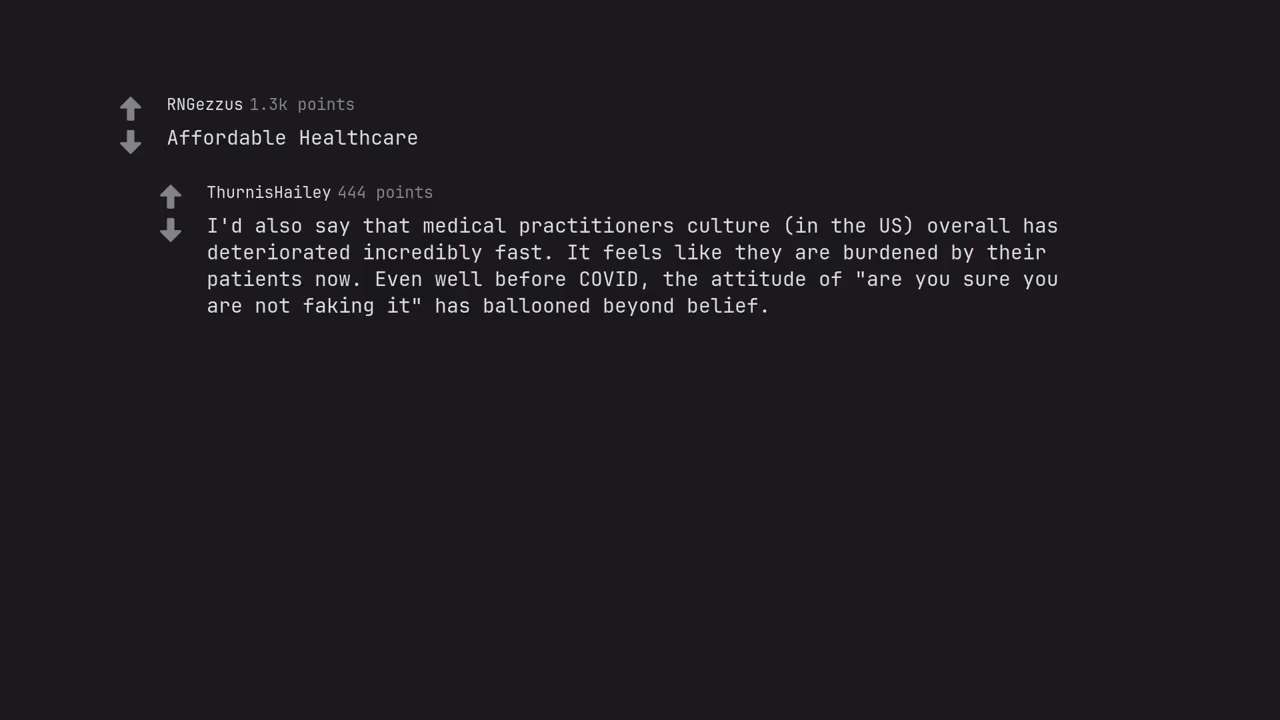 RNGezzus 1.3k points
Affordable Healthcare
ThurnisHailey 444 points
I'd also say that medical practitioners culture (in the US) overall has
deteriorated incredibly fast. It feels like they are burdened by their
patients now. Even well before COVID, the attitude of "are you sure you
are not faking it" has ballooned beyond belief.